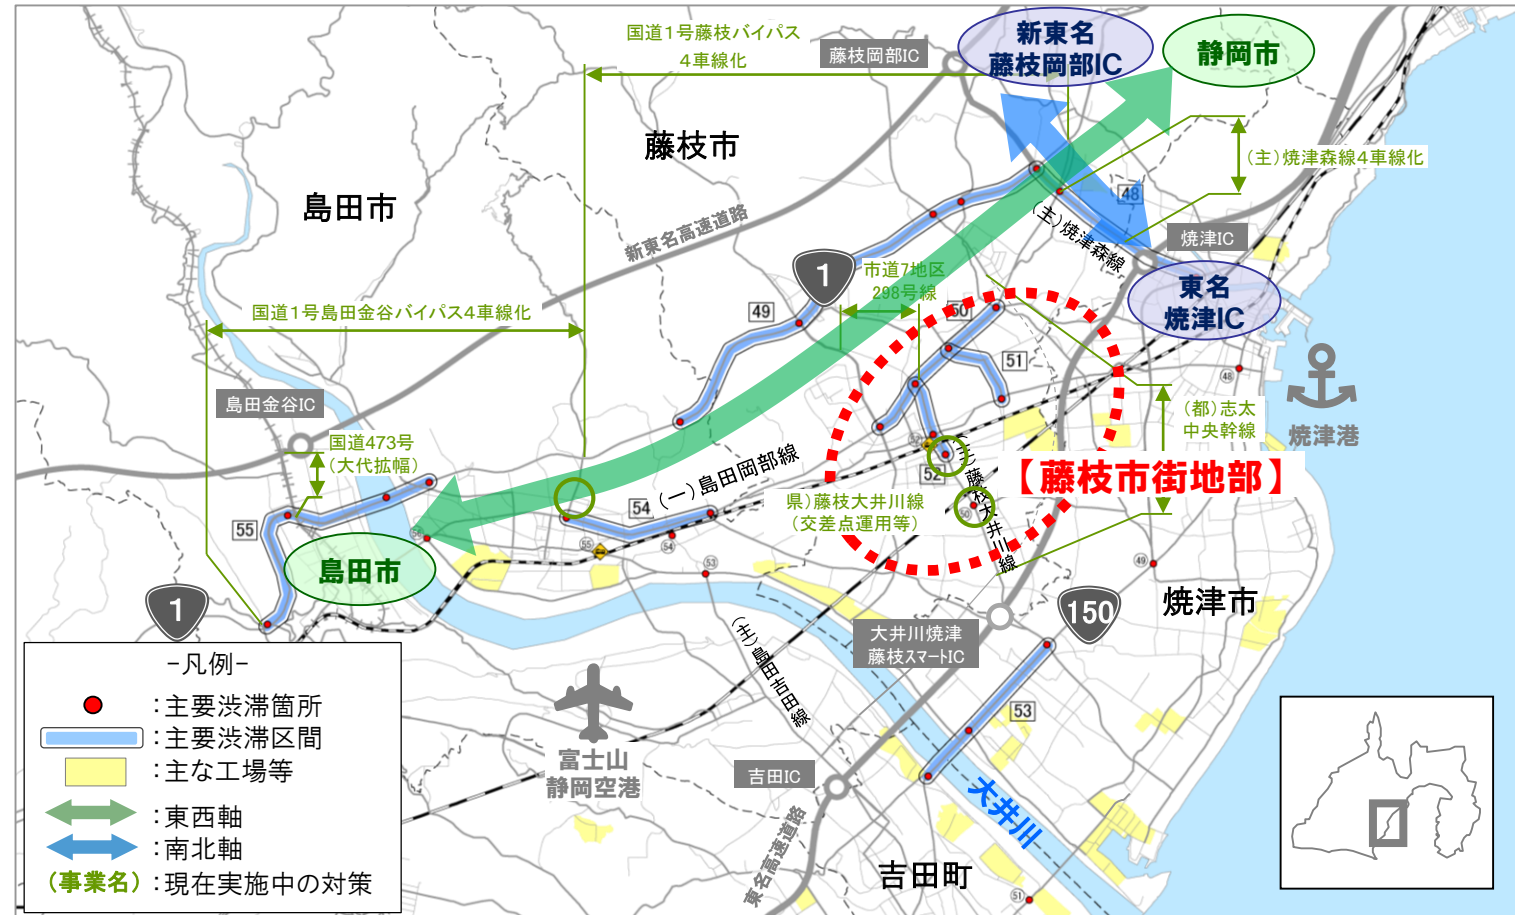 国道1号藤枝バイパス
4車線化
藤枝岡部IC
新東名
藤枝岡部IC
静岡市
藤枝市
島田市
(主)焼津森線4車線化
48
(主)焼津森線
焼津IC
新東名高速道路
1
市道7地区
298号線
東名
焼津IC
国道1号島田金谷バイパス4車線化
49
50
51
48
島田金谷IC
国道473号
(大代拡幅)
(都)志太
中央幹線
焼津港
(一)島田岡部線
52
52
(主)藤枝大井川線
【藤枝市街地部】
県)藤枝大井川線
(交差点運用等)
50
54
55
56
55
54
53
49
島田市
1
150
焼津市
大井川焼津
藤枝スマートIC
(主)島田吉田線
53
富士山
静岡空港
吉田IC
大井川
東名高速道路
吉田町
51
-凡例-
:主要渋滞箇所
:主要渋滞区間
:主な工場等
:東西軸
:南北軸
(事業名):現在実施中の対策